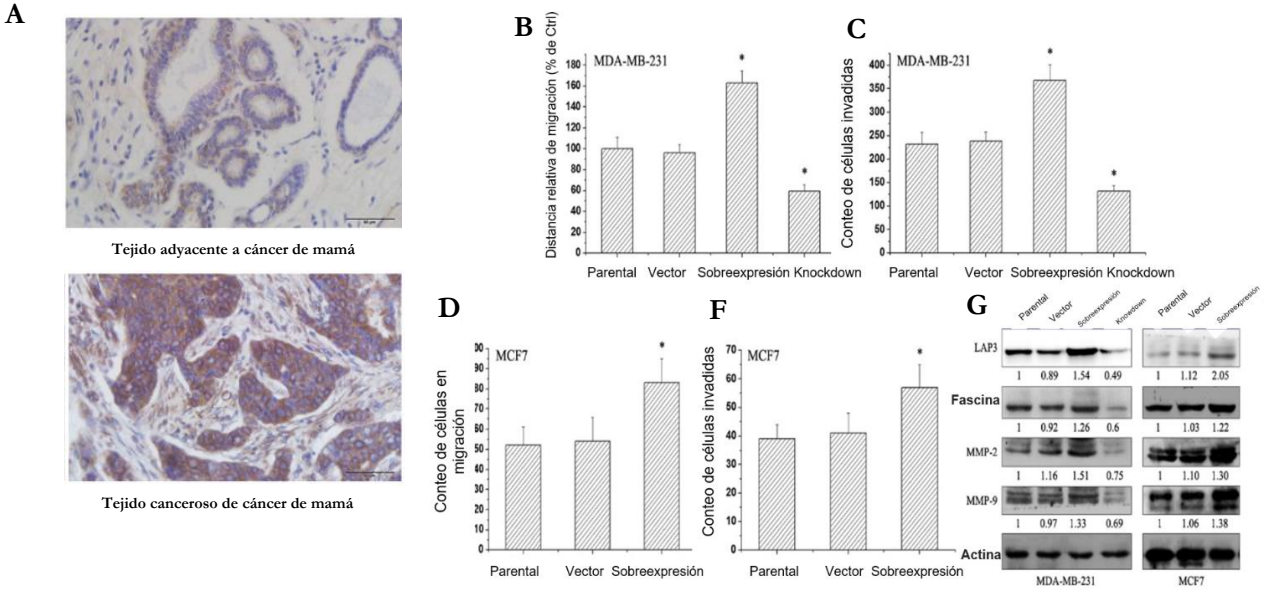 A
Tejido adyacente a cáncer de mamá
Tejido canceroso de cáncer de mamá
B
Distancia relativa de migración (% de Ctrl)
MDA-MB-231
180
160
140
120
100
80
60
40
20
0
*
*
Parental Vector Sobreexpresión Knockdown
C
Conteo de células invadidas
MDA-MB-231
400
350
300
250
200
150
100
50
0
*
*
Parental Vector Sobreexpresión Knockdown
D
Conteo de células en
migración
MCF7
90
80
70
60
50
40
30
20
10
0
*
Parental Vector Sobreexpresión
F
Conteo de células invadidas
MCF7
70
60
50
40
30
20
10
0
*
Parental Vector Sobreexpresión
G
Parental Vector Sobreexpresión Knowdown Parental Vector Sobreexpresión
LAP3
1 0.89 1.54 0.49 1 1.12 2.05
Fascina
1 0.92 1.26 0.6 1 1.03 1.22
MMP-2
1 1.16 1.51 0.75 1 1.10 1.30
MMP-9
1 0.97 1.33 0.69 1 1.06 1.38
Actina
MDA-MB-231 MCF7